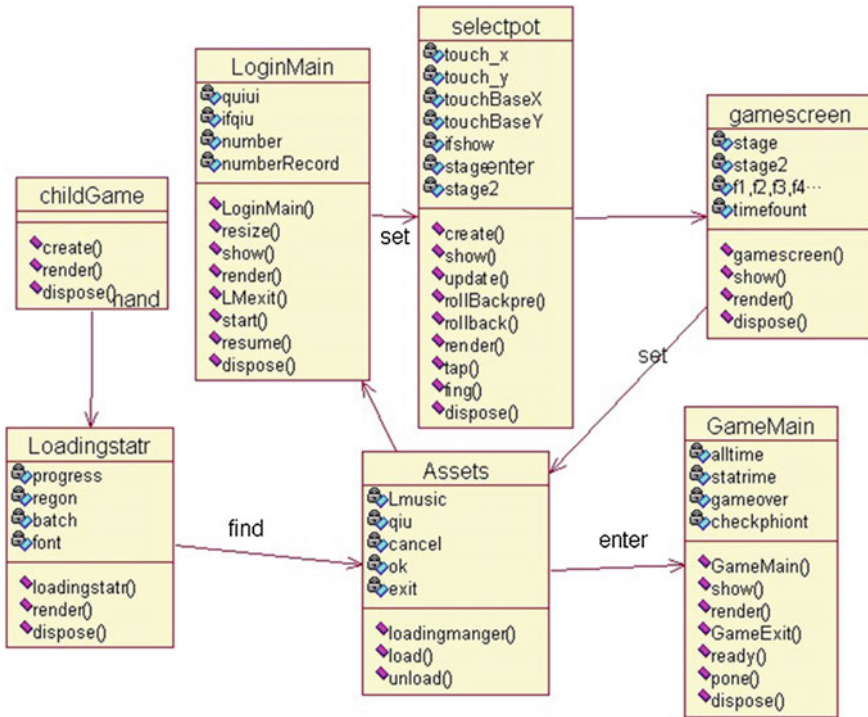 childGame
create()
render()
dispose()
hand
LoginMain
quiui
ifqiu
number
numberRecord
LoginMain()
resize()
show()
render()
LMexit()
start()
resume()
dispose()
set
selectpot
touch_x
touch_y
touchBaseX
touchBaseY
ifshow
stage
enter
stage2
create()
show()
update()
rollBackpre()
rollback()
render()
tap()
fing()
dispose()
gamescreen
stage
stage2
f1,f2,f3,f4···
timefount
gamescreen()
show()
render()
dispose()
set
Loadingstatr
progress
regon
batch
font
loadingstatr()
render()
dispose()
find
Assets
Lmusic
qiu
cancel
ok
exit
loadingmanger()
load()
unload()
enter
GameMain
alltime
statrime
gameover
checkphiont
GameMain()
show()
render()
GameExit()
ready()
pone()
dispose()